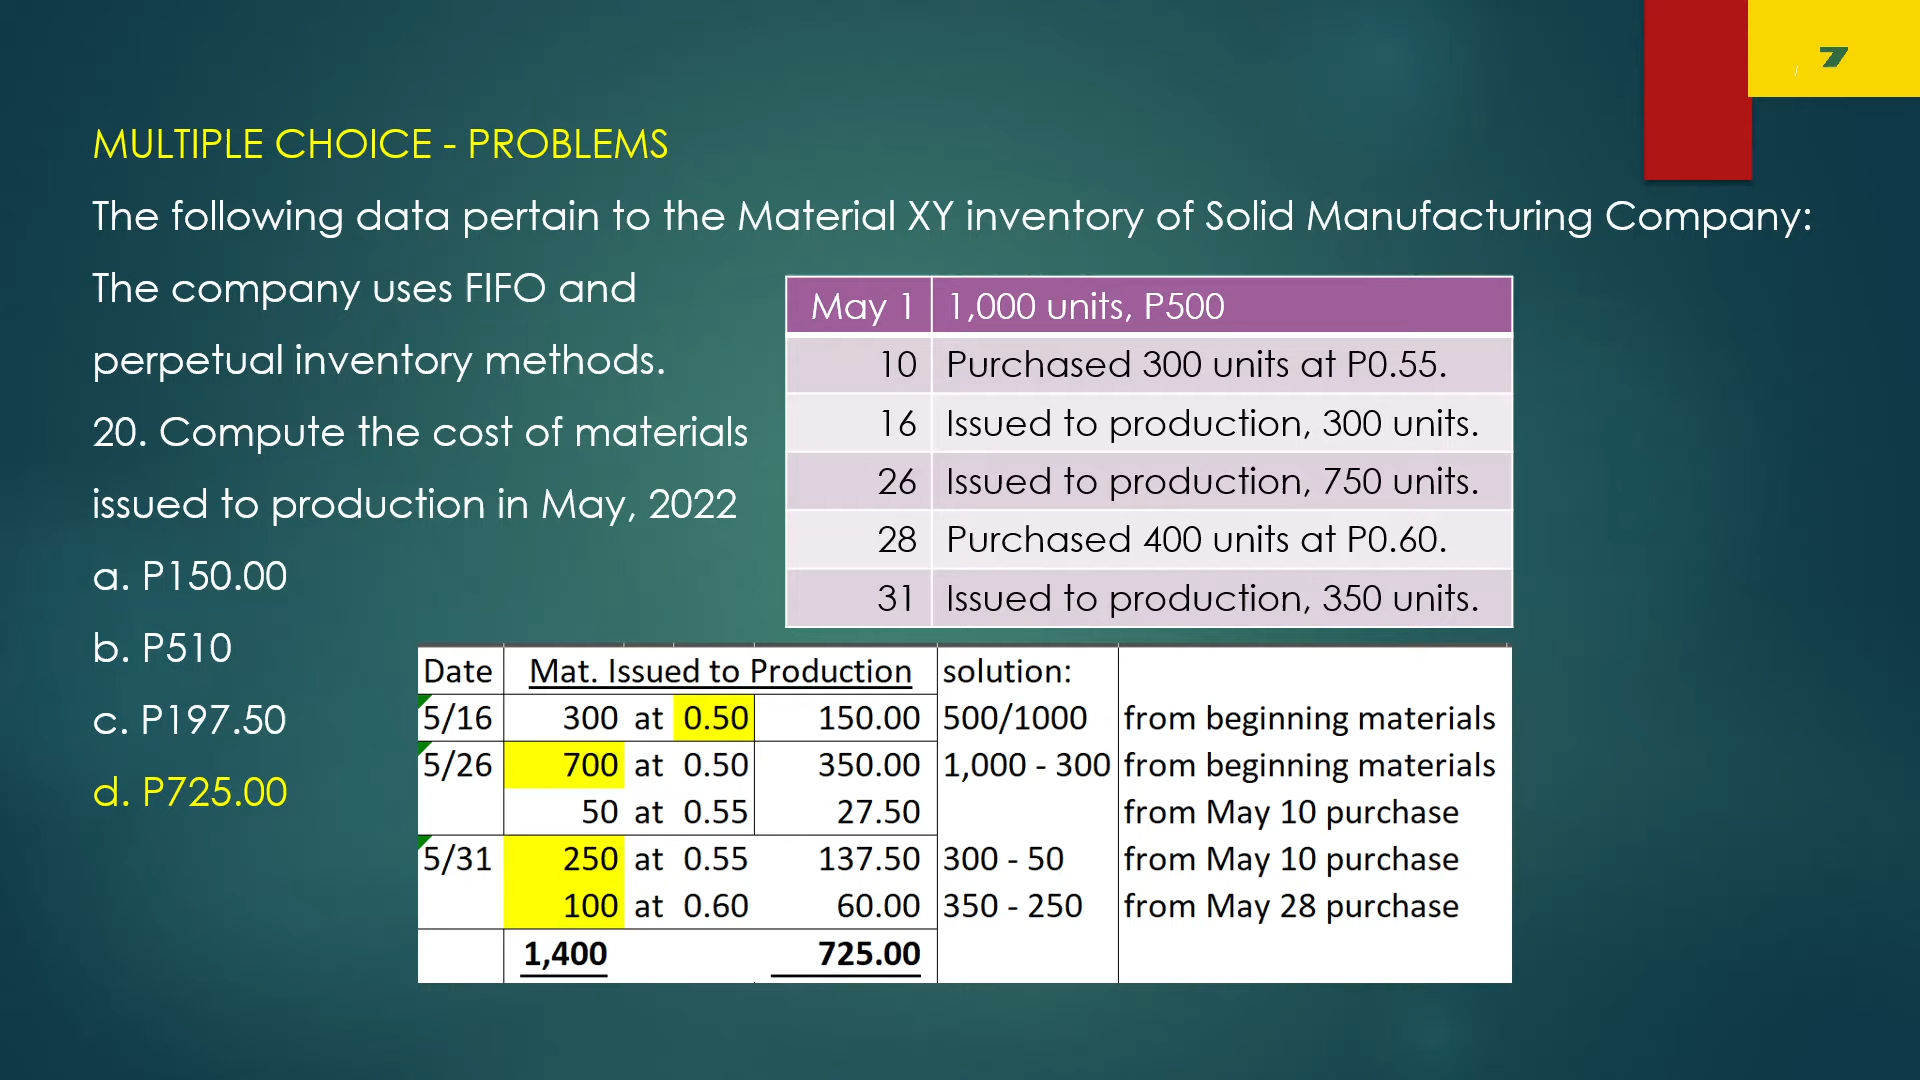 7
MULTIPLE CHOICE - PROBLEMS
The following data pertain to the Material XY inventory of Solid Manufacturing Company:
The company uses FIFO and
perpetual inventory methods.
20. Compute the cost of materials
issued to production in May, 2022
a. P150.00
b. P510
c. P197.50
d. P725.00
May 1 1,000 units, P500
10 Purchased 300 units at P0.55.
16 Issued to production, 300 units.
26 Issued to production, 750 units.
28 Purchased 400 units at P0.60.
31 Issued to production, 350 units.
Date Mat. Issued to Production solution:
5/16 300 at 0.50 150.00 500/1000 from beginning materials
5/26 700 at 0.50 350.00 1,000 - 300 from beginning materials
50 at 0.55 27.50 from May 10 purchase
5/31 250 at 0.55 137.50 300 - 50 from May 10 purchase
100 at 0.60 60.00 350 - 250 from May 28 purchase
1,400 725.00